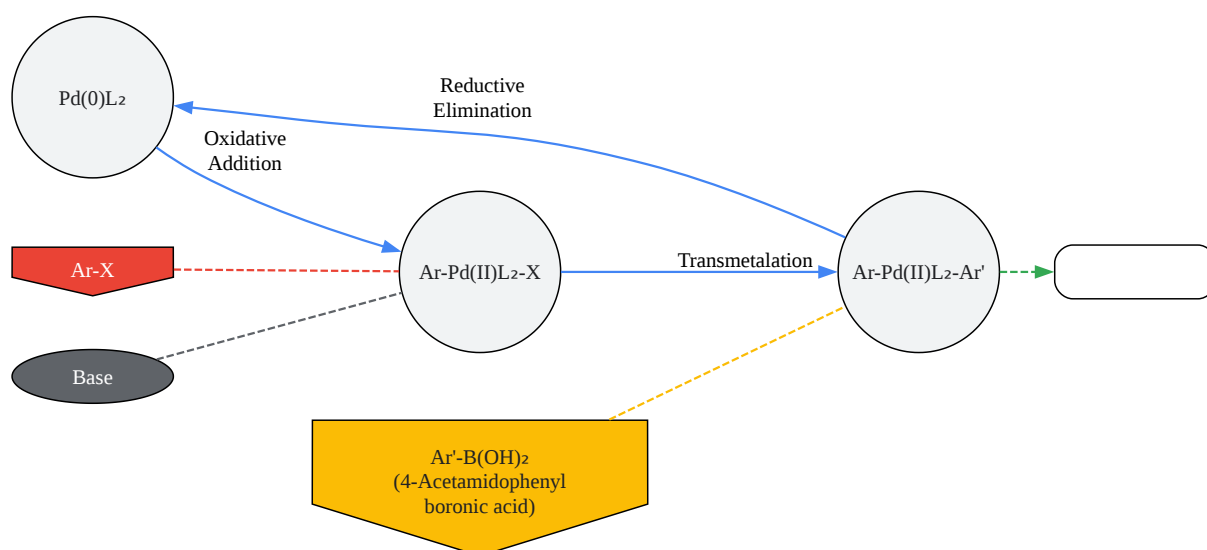 Pd(0)L₂
Reductive
Elimination
Oxidative
Addition
Ar-X
Ar-Pd(II)L₂-X
Transmetalation
Ar-Pd(II)L₂-Ar'
Base
Ar'-B(OH)₂
(4-Acetamidophenyl
boronic acid)